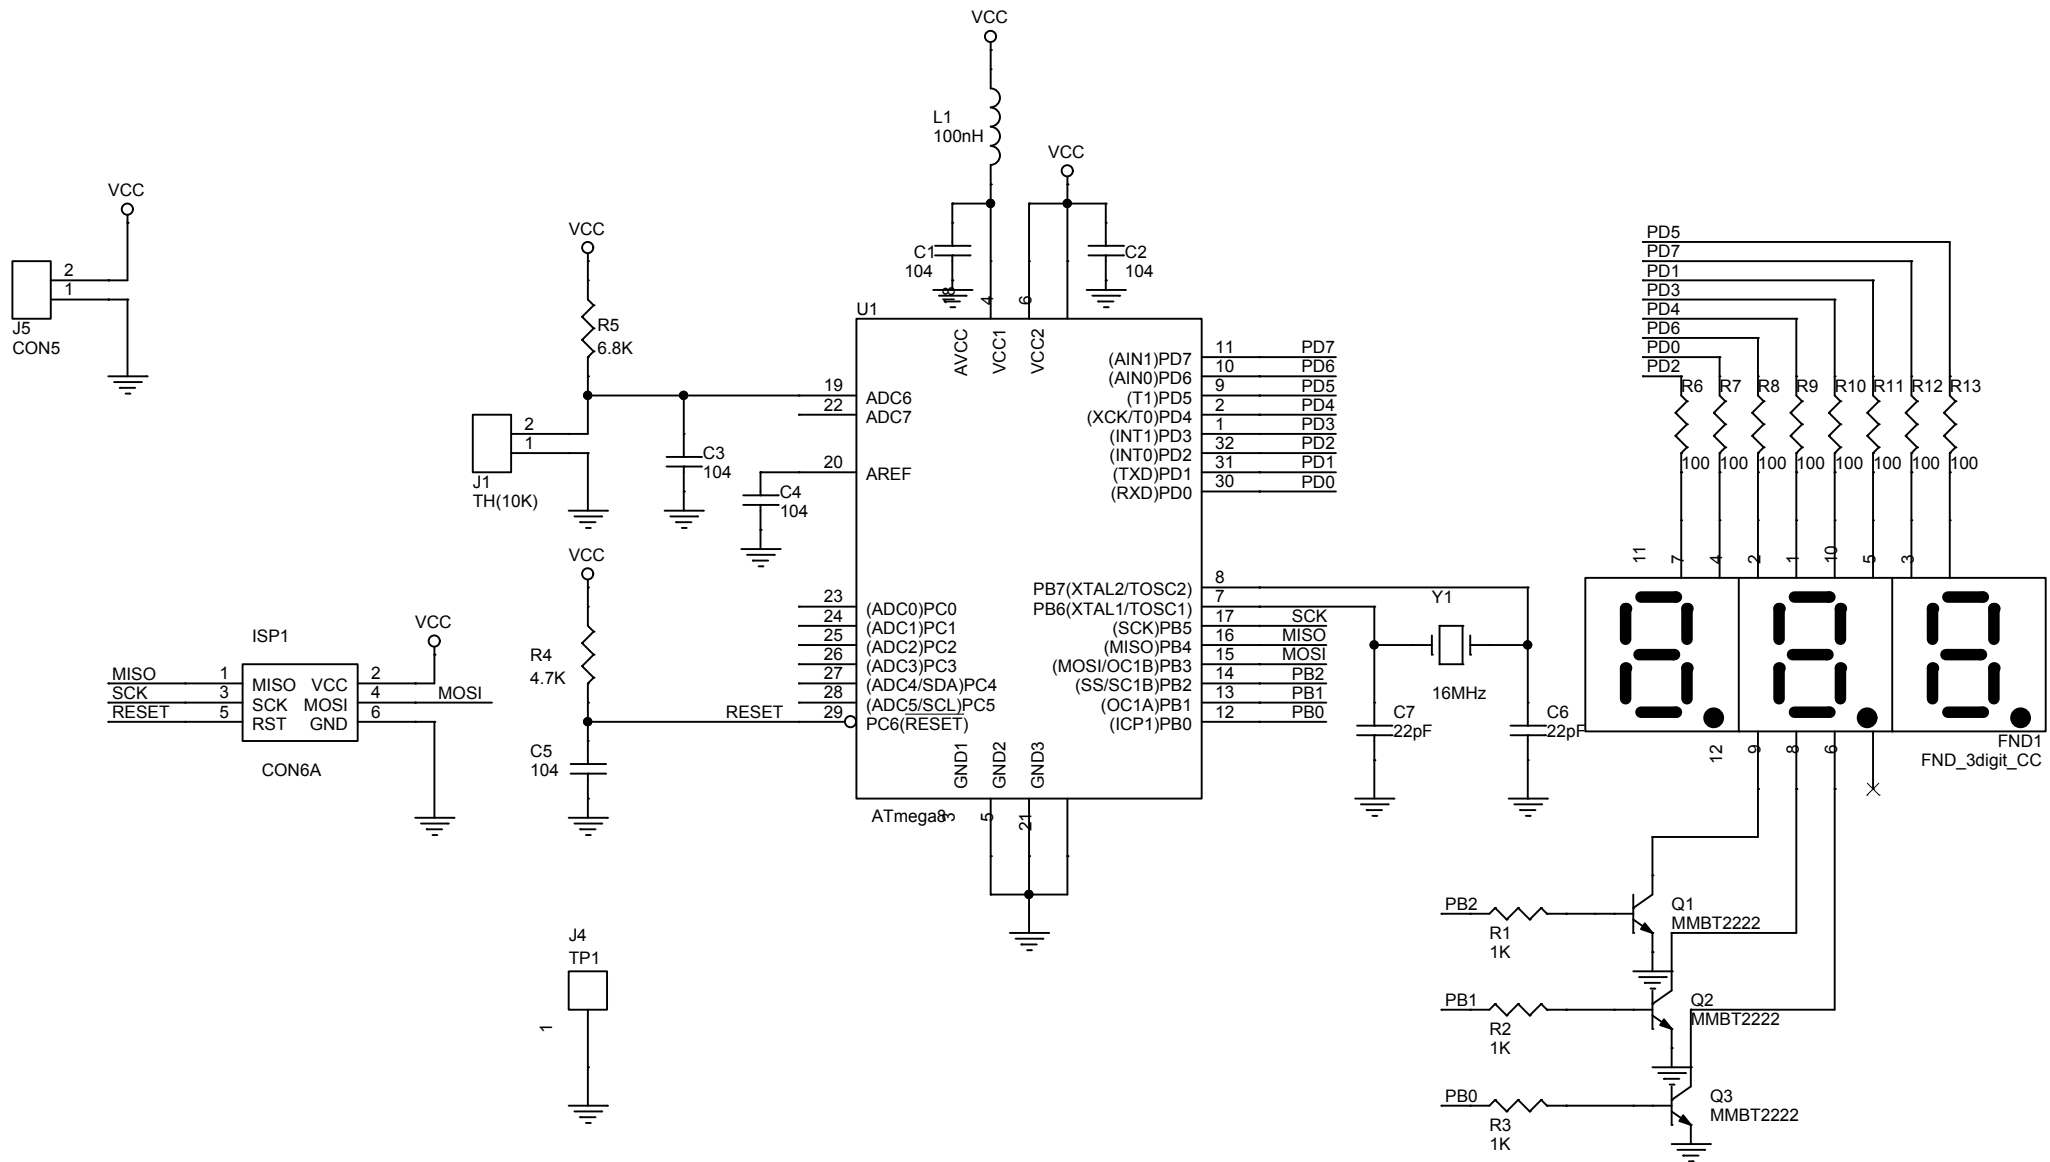 VCC
L1
100nH
VCC
C1
104
C2
104
18
4
6
VCC
2
1
J5
CON5
VCC
R5
6.8K
2
1
J1
TH(10K)
C3
104
C4
104
U1
AVCC
VCC1
VCC2
19
ADC6
22
ADC7
20
AREF
23
(ADC0)PC0
24
(ADC1)PC1
25
(ADC2)PC2
26
(ADC3)PC3
27
(ADC4/SDA)PC4
28
(ADC5/SCL)PC5
29
PC6(RESET)
RESET
(AIN1)PD7
11
PD7
(AIN0)PD6
10
PD6
(T1)PD5
9
PD5
(XCK/T0)PD4
2
PD4
(INT1)PD3
1
PD3
(INT0)PD2
32
PD2
(TXD)PD1
31
PD1
(RXD)PD0
30
PD0
PB7(XTAL2/TOSC2)
8
PB6(XTAL1/TOSC1)
7
(SCK)PB5
17
SCK
(MISO)PB4
16
MISO
(MOSI/OC1B)PB3
15
MOSI
(SS/SC1B)PB2
14
PB2
(OC1A)PB1
13
PB1
(ICP1)PB0
12
PB0
GND1
GND2
GND3
ATmega8
3
5
21
VCC
R4
4.7K
C5
104
ISP1
VCC
MISO
1
MISO
VCC
2
SCK
3
SCK
MOSI
4
MOSI
RESET
5
RST
GND
6
CON6A
J4
TP1
1
Y1
16MHz
C7
22pF
C6
22pF
PD5
PD7
PD1
PD3
PD4
PD6
PD0
PD2
R6
R7
R8
R9
R10
R11
R12
R13
100
100
100
100
100
100
100
100
11
7
4
2
1
10
5
3
FND1
FND_3digit_CC
12
9
8
6
PB2
R1
1K
Q1
MMBT2222
PB1
R2
1K
Q2
MMBT2222
PB0
R3
1K
Q3
MMBT2222